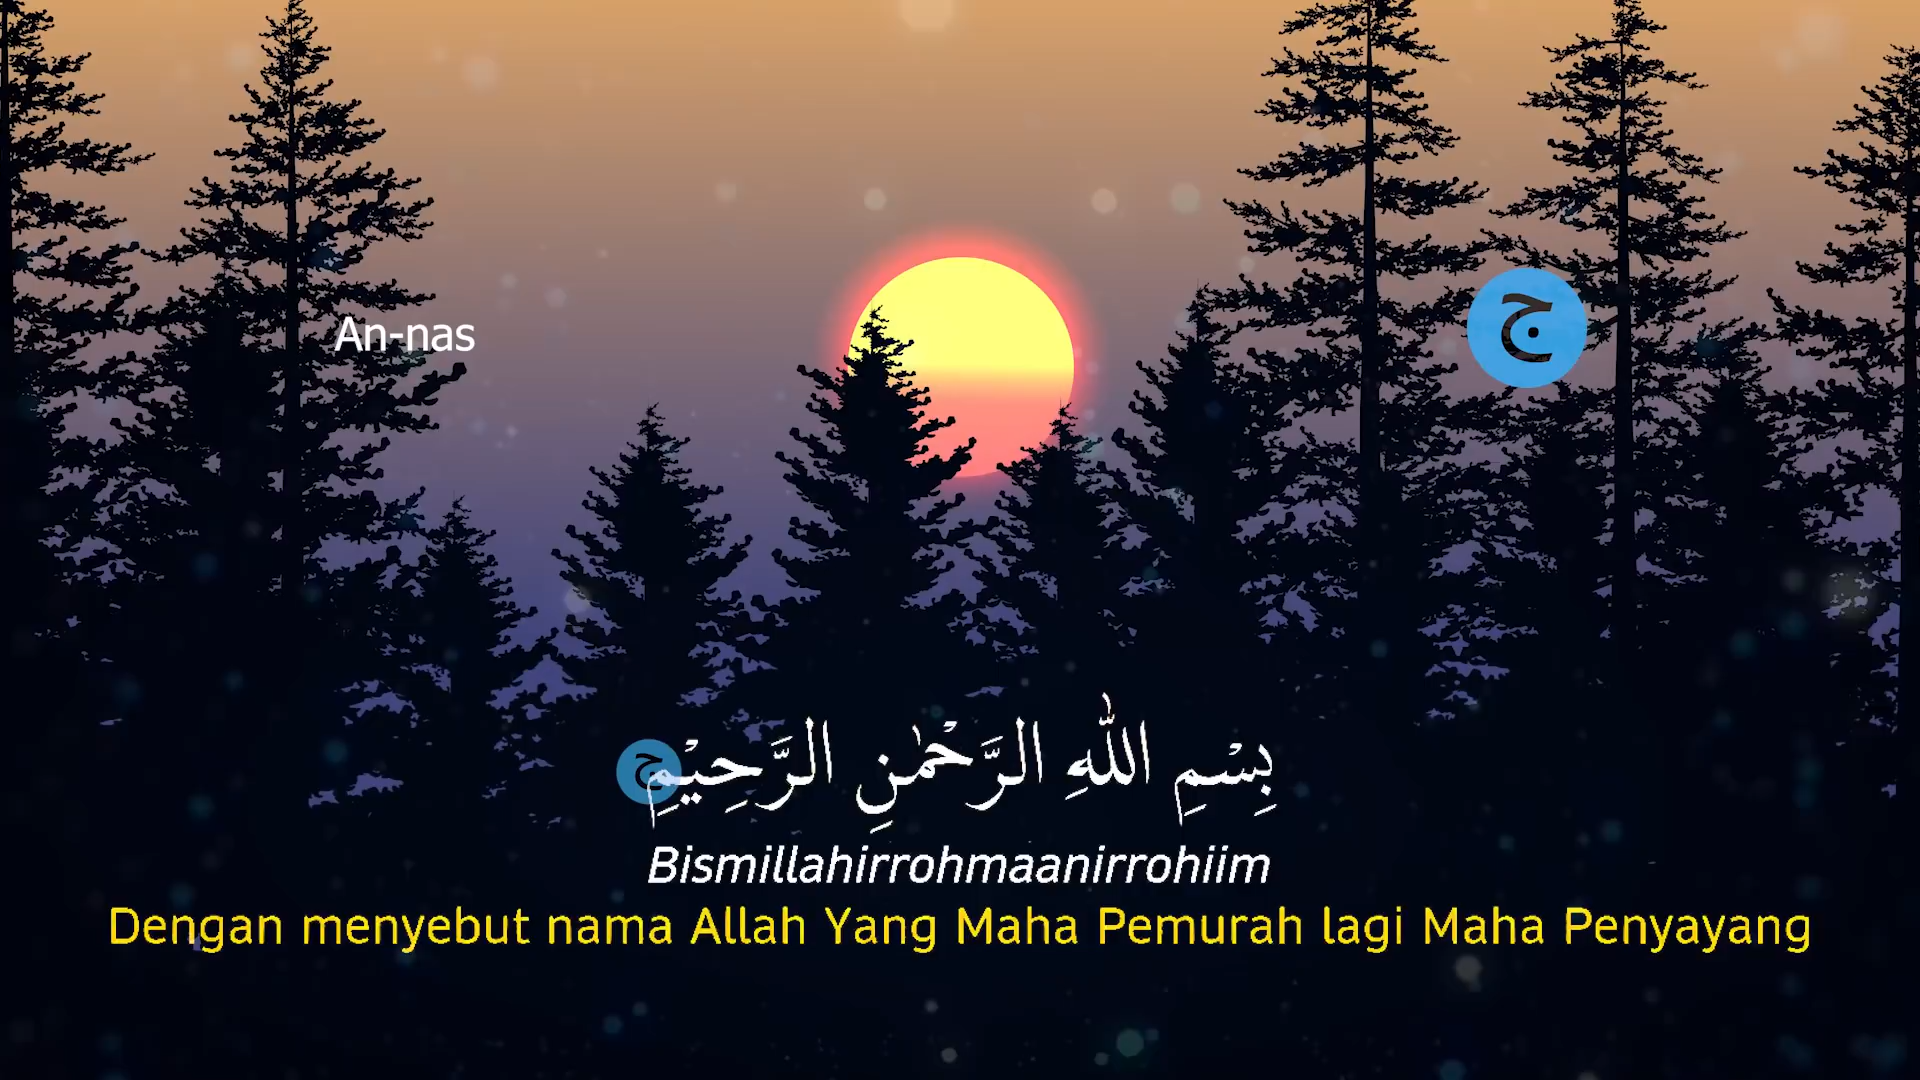 An-nas
ج
بِسْمِ اللّٰهِ الرَّحْمٰنِ الرَّحِيْمِ
ج
Bismillahirrohmaanirrohiim
Dengan menyebut nama Allah Yang Maha Pemurah lagi Maha Penyayang